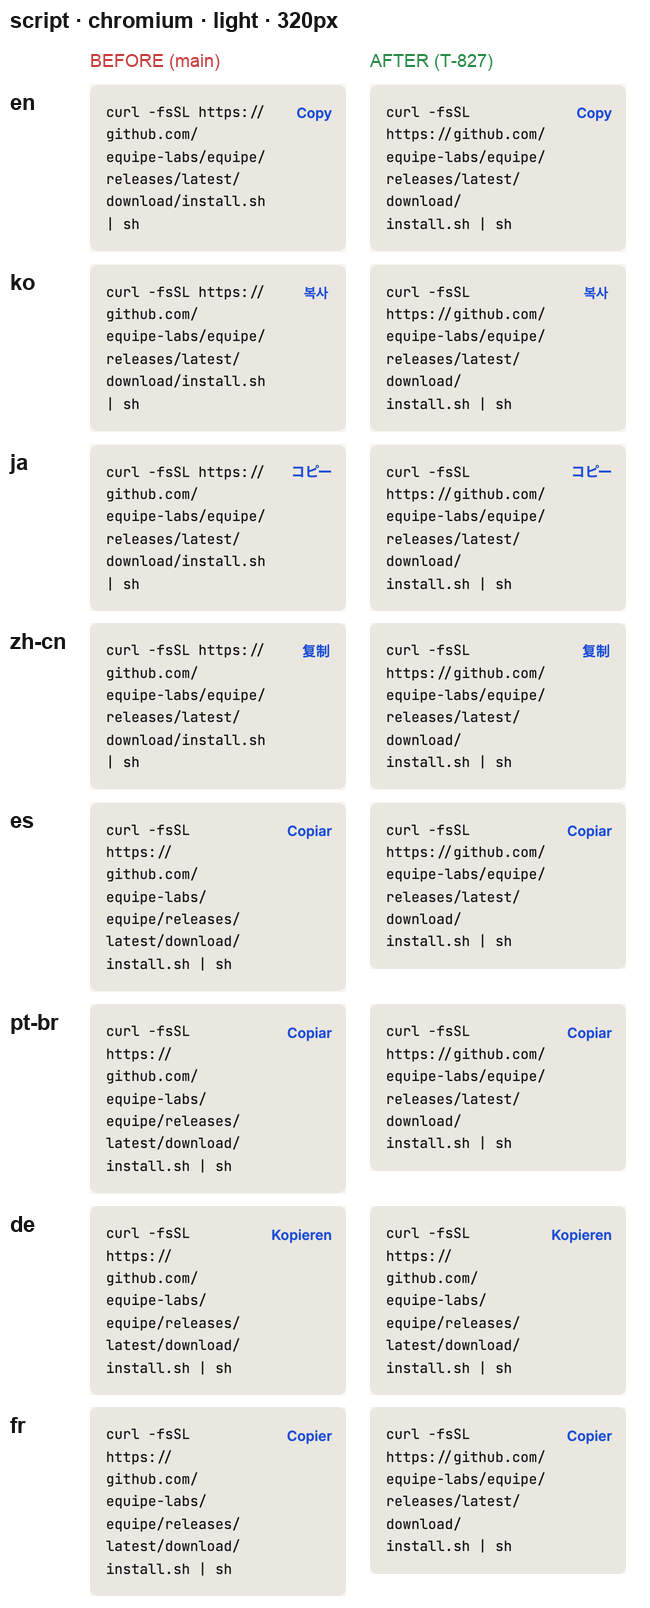 script · chromium · light · 320px
BEFORE (main)
AFTER (T-827)
en
curl -fsSL https://
github.com/
equipe-labs/equipe/
releases/latest/
download/install.sh
| sh
Copy
curl -fsSL
https://github.com/
equipe-labs/equipe/
releases/latest/
download/
install.sh | sh
Copy
ko
curl -fsSL https://
github.com/
equipe-labs/equipe/
releases/latest/
download/install.sh
| sh
복사
curl -fsSL
https://github.com/
equipe-labs/equipe/
releases/latest/
download/
install.sh | sh
복사
ja
curl -fsSL https://
github.com/
equipe-labs/equipe/
releases/latest/
download/install.sh
| sh
コピー
curl -fsSL
https://github.com/
equipe-labs/equipe/
releases/latest/
download/
install.sh | sh
コピー
zh-cn
curl -fsSL https://
github.com/
equipe-labs/equipe/
releases/latest/
download/install.sh
| sh
复制
curl -fsSL
https://github.com/
equipe-labs/equipe/
releases/latest/
download/
install.sh | sh
复制
es
curl -fsSL
https://
github.com/
equipe-labs/
equipe/releases/
latest/download/
install.sh | sh
Copiar
curl -fsSL
https://github.com/
equipe-labs/equipe/
releases/latest/
download/
install.sh | sh
Copiar
pt-br
curl -fsSL
https://
github.com/
equipe-labs/
equipe/releases/
latest/download/
install.sh | sh
Copiar
curl -fsSL
https://github.com/
equipe-labs/equipe/
releases/latest/
download/
install.sh | sh
Copiar
de
curl -fsSL
https://
github.com/
equipe-labs/
equipe/releases/
latest/download/
install.sh | sh
Kopieren
curl -fsSL
https://
github.com/
equipe-labs/
equipe/releases/
latest/download/
install.sh | sh
Kopieren
fr
curl -fsSL
https://
github.com/
equipe-labs/
equipe/releases/
latest/download/
install.sh | sh
Copier
curl -fsSL
https://github.com/
equipe-labs/equipe/
releases/latest/
download/
install.sh | sh
Copier